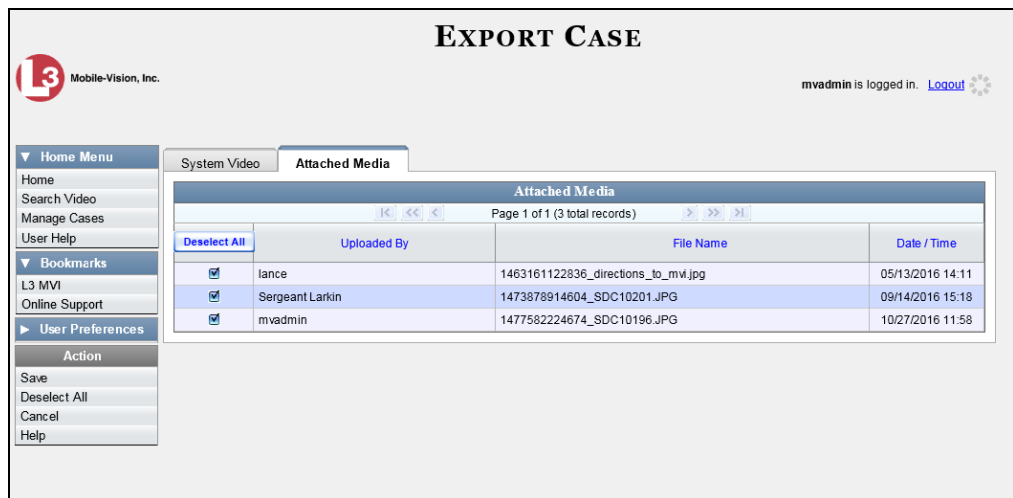 EXPORT CASE
L3 Mobile-Vision, Inc.
mvadmin is logged in. Logout
▼ Home Menu
Home
Search Video
Manage Cases
User Help
▼ Bookmarks
L3 MVI
Online Support
► User Preferences
Action
Save
Deselect All
Cancel
Help
System Video Attached Media
Attached Media
|< << < Page 1 of 1 (3 total records) > >> >|
Deselect All Uploaded By File Name Date / Time
lance 1463161122836_directions_to_mvi.jpg 05/13/2016 14:11
Sergeant Larkin 1473878914604_SDC10201.JPG 09/14/2016 15:18
mvadmin 1477582224674_SDC10196.JPG 10/27/2016 11:58